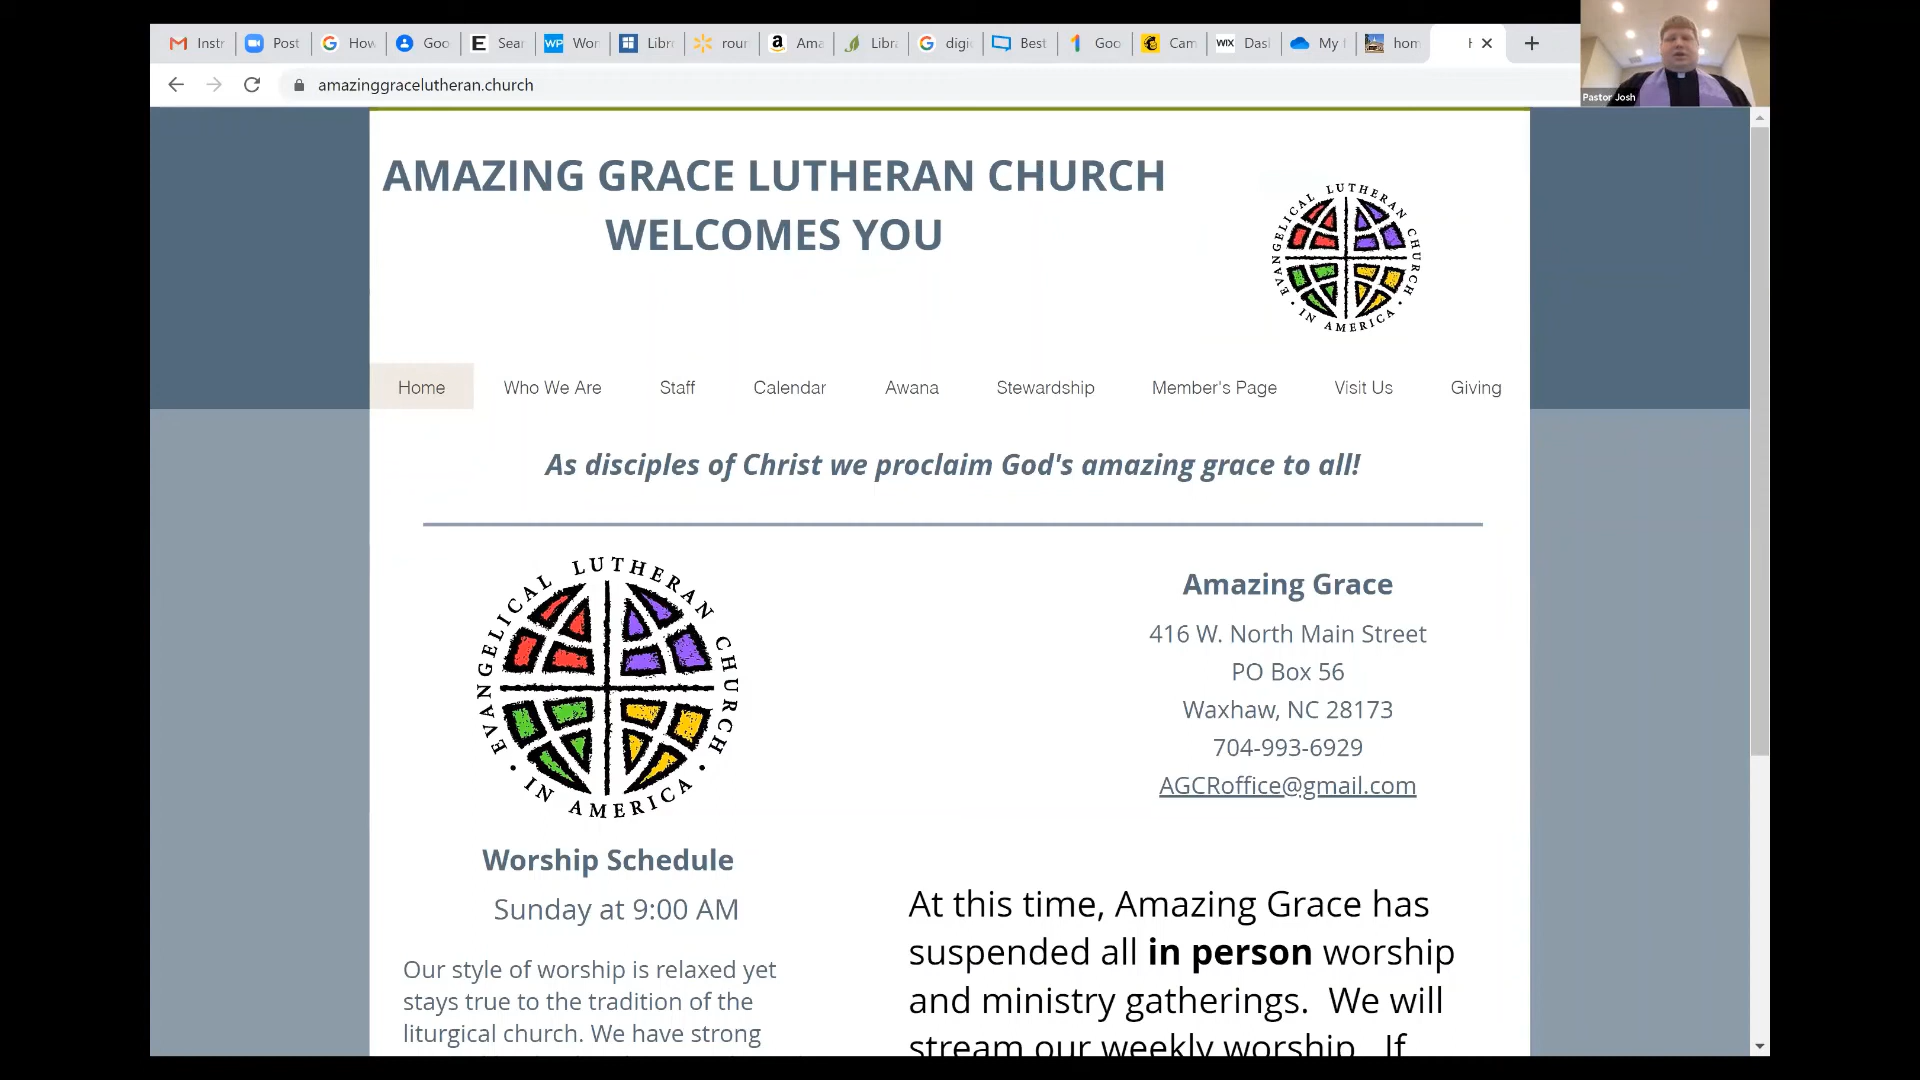 Instr
Post
How
Goo
Sear
Wor
Libr
rour
Ama
Libra
digi
Best
Goo
Cam
WIX Das
My
hom
amazinggracelutheran.church
Pastor Josh
AMAZING GRACE LUTHERAN CHURCH
WELCOMES YOU
EVANGELICAL LUTHERAN CHURCH
IN AMERICA
Home Who We Are Staff Calendar Awana Stewardship Member's Page Visit Us Giving
As disciples of Christ we proclaim God's amazing grace to all!
EVANGELICAL LUTHERAN CHURCH
IN AMERICA
Amazing Grace
416 W. North Main Street
PO Box 56
Waxhaw, NC 28173
704-993-6929
AGCRoffice@gmail.com
Worship Schedule
Sunday at 9:00 AM
Our style of worship is relaxed yet
stays true to the tradition of the
liturgical church. We have strong
At this time, Amazing Grace has
suspended all in person worship
and ministry gatherings. We will
stream our weekly worship. If